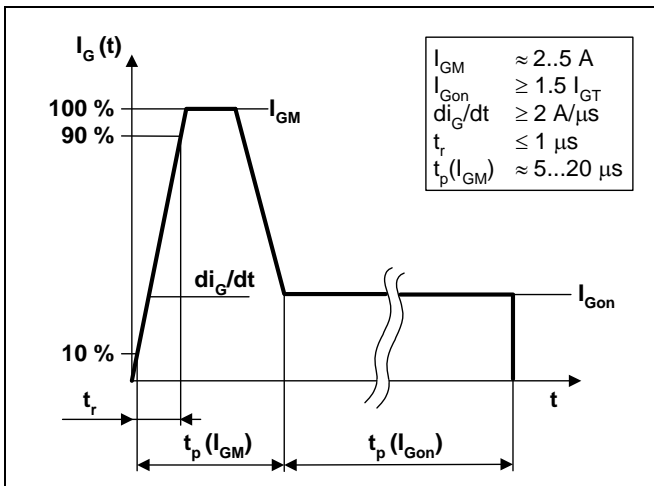 I_G (t)
100 %
I_GM
90 %
di_G/dt
I_Gon
10 %
t_r
t
t_p (I_GM)
t_p (I_Gon)
I_GM ≈ 2..5 A
I_Gon ≥ 1.5 I_GT
di_G/dt ≥ 2 A/μs
t_r ≤ 1 μs
t_p(I_GM) ≈ 5...20 μs